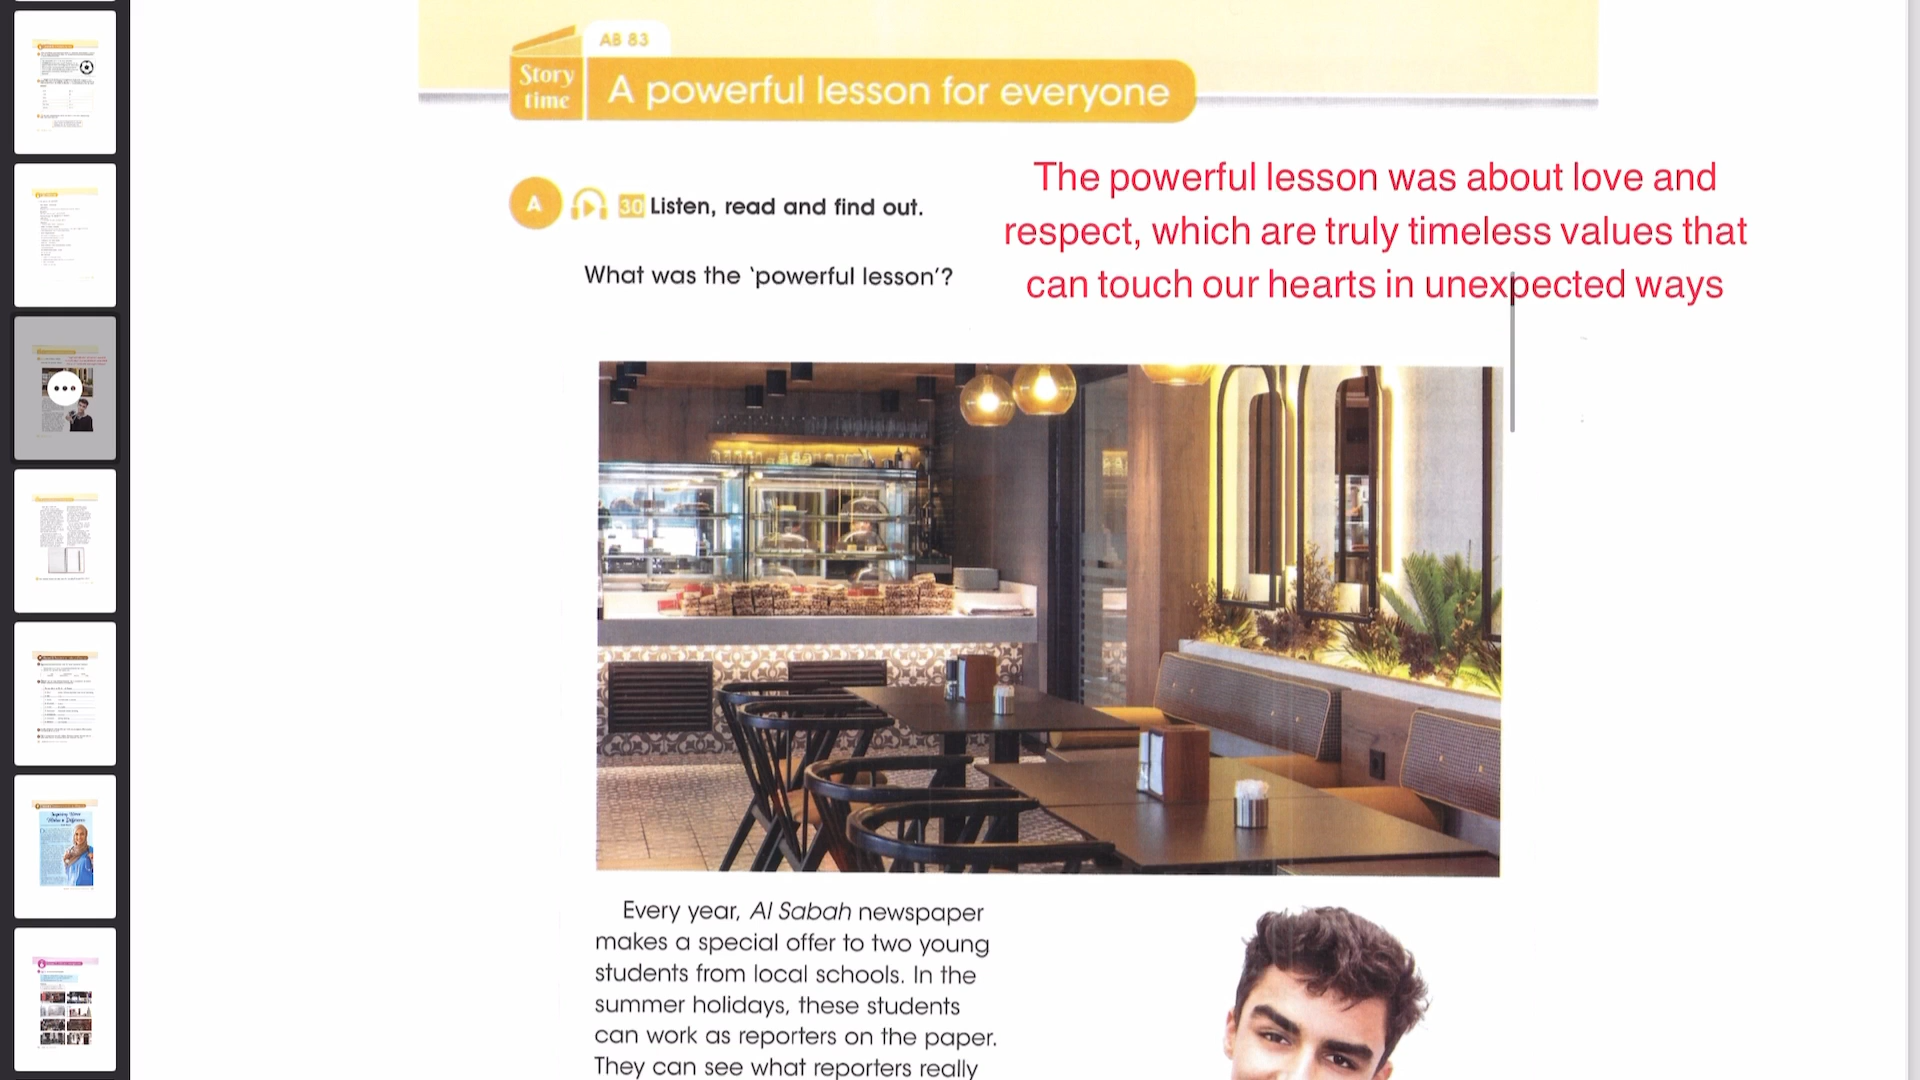 AB 83
Story
time
A powerful lesson for everyone
A
30 Listen, read and find out.
What was the ‘powerful lesson’?
The powerful lesson was about love and
respect, which are truly timeless values that
can touch our hearts in unexpected ways
Every year, Al Sabah newspaper
makes a special offer to two young
students from local schools. In the
summer holidays, these students
can work as reporters on the paper.
They can see what reporters really